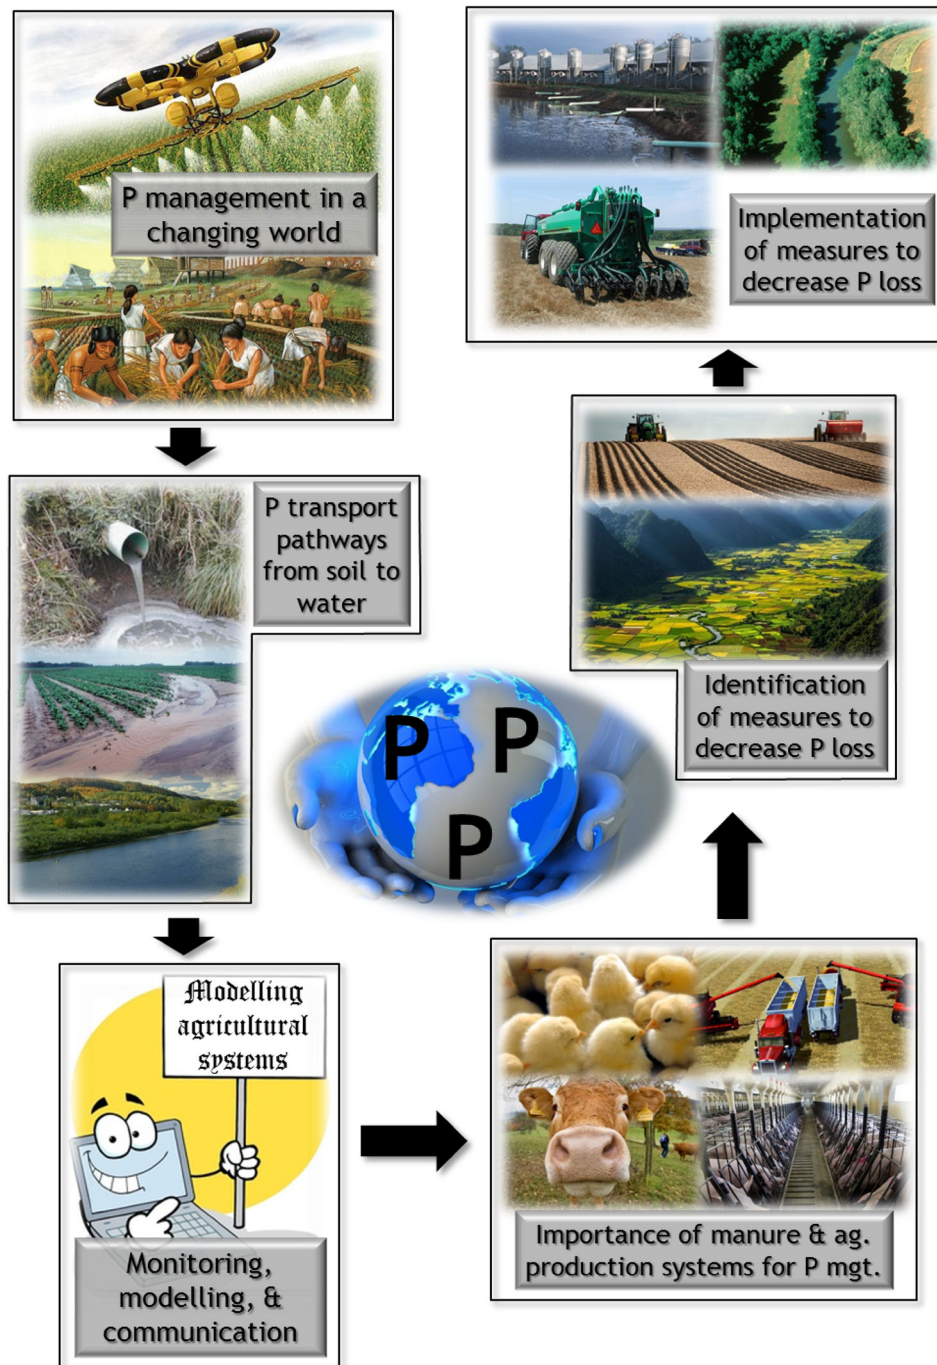 P management in a
changing world
P transport
pathways
from soil to
water
Modelling
agricultural
systems
Monitoring,
modelling, &
communication
Importance of manure & ag.
production systems for P mgt.
Identification
of measures to
decrease P loss
Implementation
of measures to
decrease P loss
P
P
P